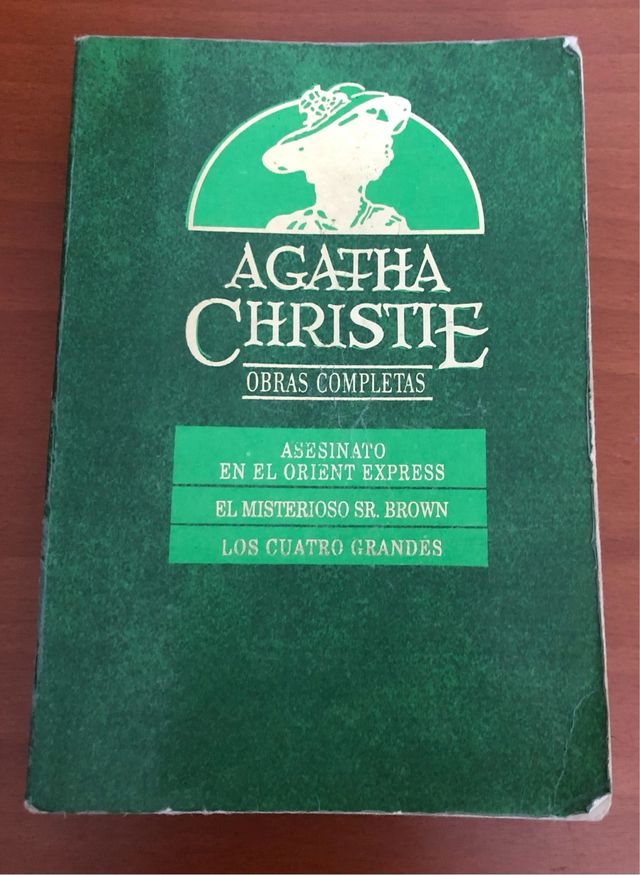 AGATHA
CHRISTIE
OBRAS COMPLETAS
ASESINATO
EN EL ORIENT EXPRESS
EL MISTERIOSO SR. BROWN
LOS CUATRO GRANDES